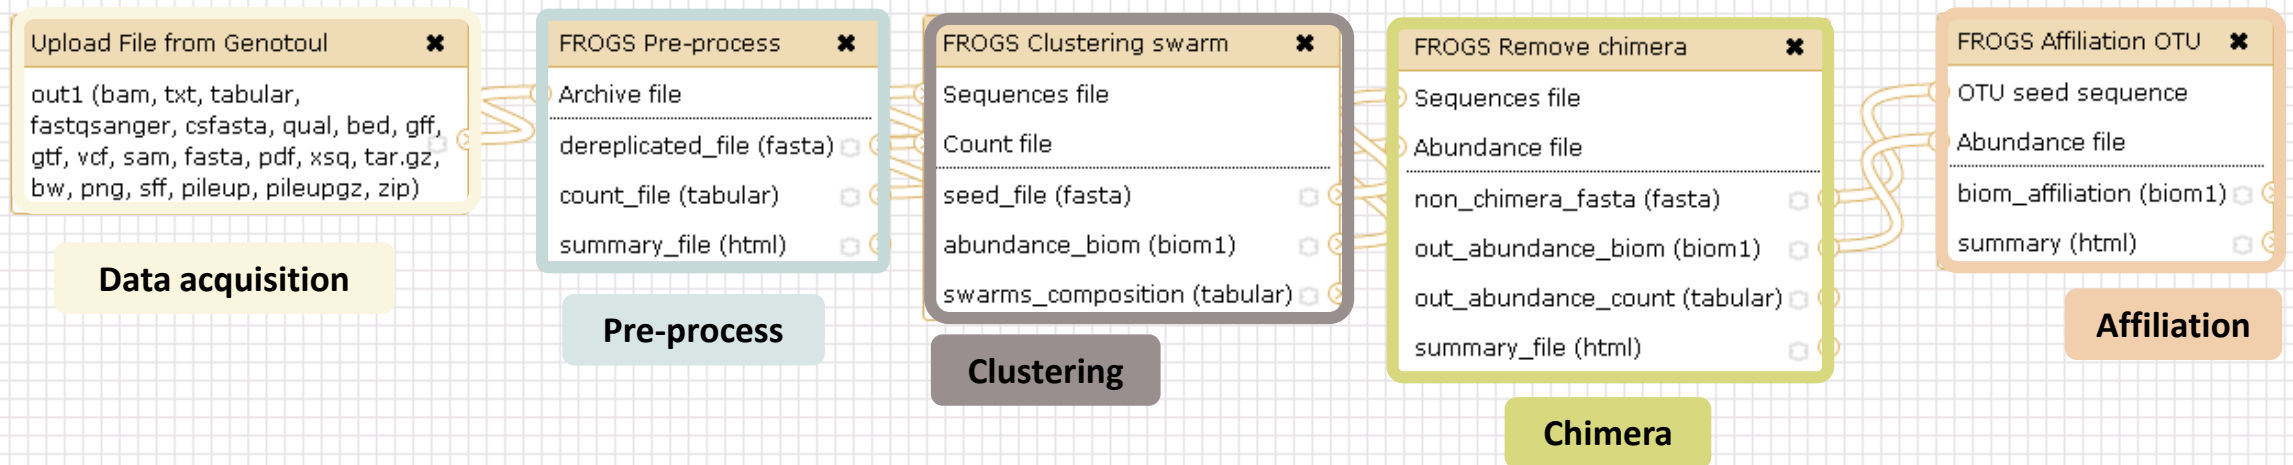 Upload File from Genotoul
out1 (bam, txt, tabular,
fastqsanger, csfasta, qual, bed, gff,
gtf, vcf, sam, fasta, pdf, xsq, tar.gz,
bw, png, sff, pileup, pileupgz, zip)
Data acquisition
FROGS Pre-process
Archive file
dereplicated_file (fasta)
count_file (tabular)
summary_file (html)
Pre-process
FROGS Clustering swarm
Sequences file
Count file
seed_file (fasta)
abundance_biom (biom1)
swarms_composition (tabular)
Clustering
FROGS Remove chimera
Sequences file
Abundance file
non_chimera_fasta (fasta)
out_abundance_biom (biom1)
out_abundance_count (tabular)
summary_file (html)
Chimera
FROGS Affiliation OTU
OTU seed sequence
Abundance file
biom_affiliation (biom1)
summary (html)
Affiliation